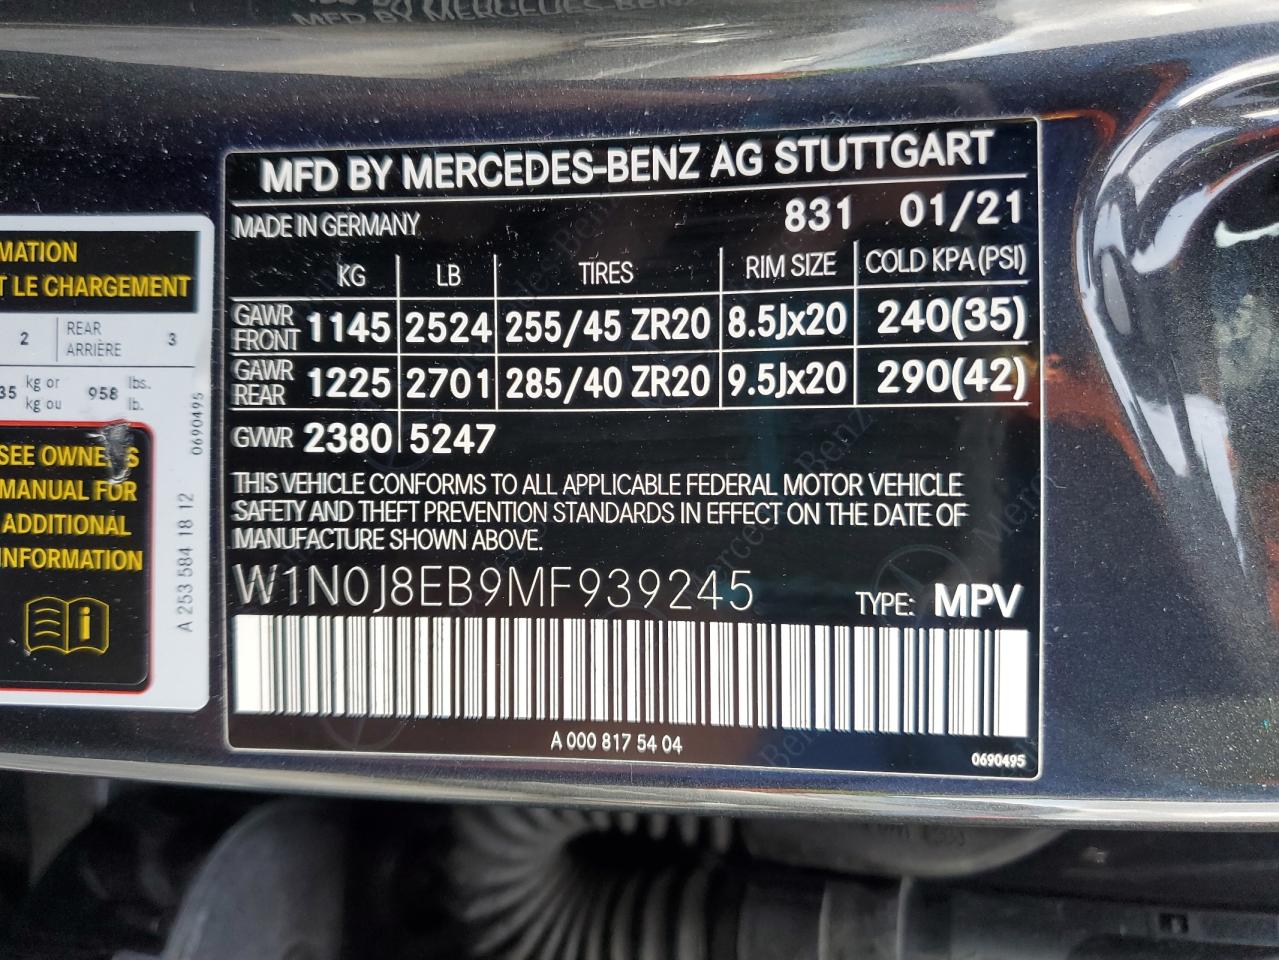 MFD BY MERCEDES-BENZ AG STUTTGART
MADE IN GERMANY 831 01/21
KG LB TIRES RIM SIZE COLD KPA (PSI)
GAWR FRONT 1145 2524 255/45 ZR20 8.5Jx20 240(35)
GAWR REAR 1225 2701 285/40 ZR20 9.5Jx20 290(42)
GVWR 2380 5247
THIS VEHICLE CONFORMS TO ALL APPLICABLE FEDERAL MOTOR VEHICLE
SAFETY AND THEFT PREVENTION STANDARDS IN EFFECT ON THE DATE OF
MANUFACTURE SHOWN ABOVE.
W1N0J8EB9MF939245 TYPE: MPV
A 000 817 54 04
0690495
MATION
T LE CHARGEMENT
2 REAR ARRIÈRE 3
35 kg or kg ou 958 lbs. lb.
SEE OWNERS
MANUAL FOR
ADDITIONAL
INFORMATION
A 253 584 18 12
0690495